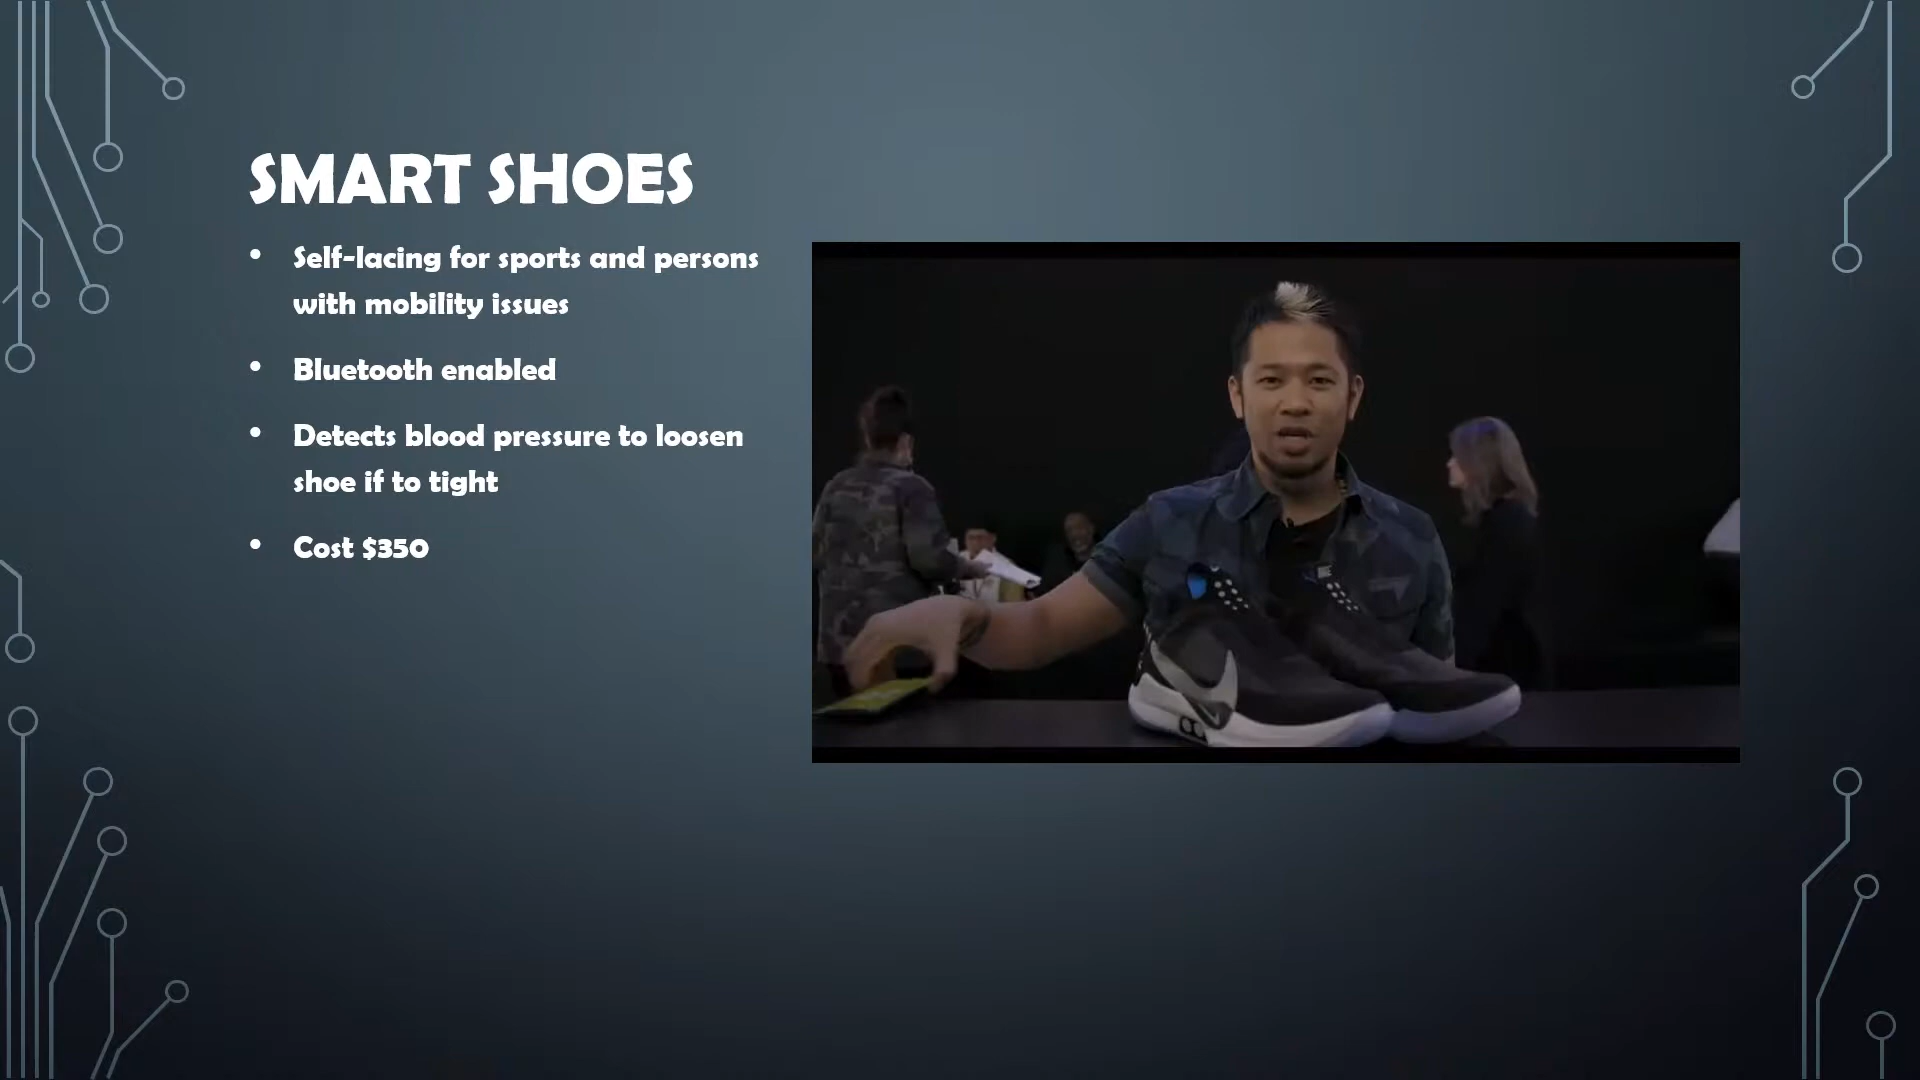 SMART SHOES
• Self-lacing for sports and persons
with mobility issues
• Bluetooth enabled
• Detects blood pressure to loosen
shoe if to tight
• Cost $350